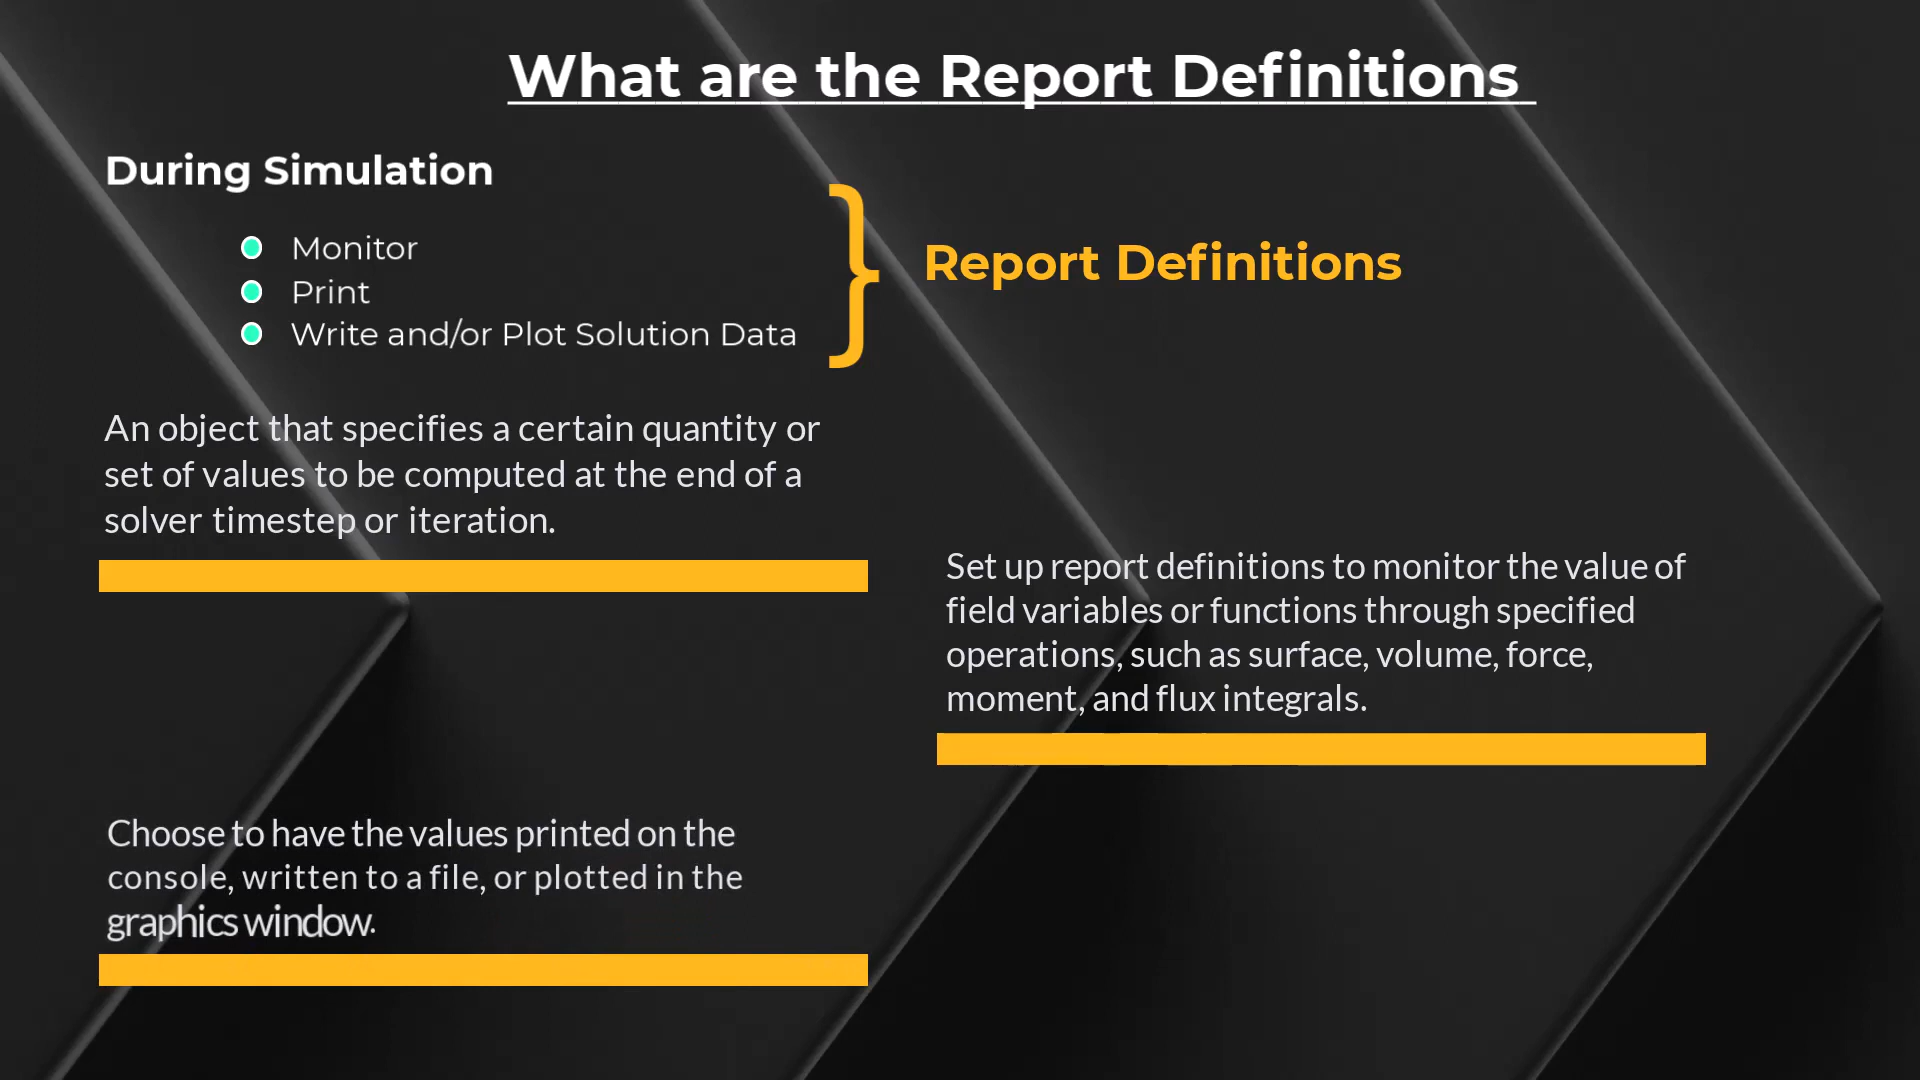 What are the Report Definitions
During Simulation
Monitor
Print
Write and/or Plot Solution Data
Report Definitions
An object that specifies a certain quantity or
set of values to be computed at the end of a
solver timestep or iteration.
Set up report definitions to monitor the value of
field variables or functions through specified
operations, such as surface, volume, force,
moment, and flux integrals.
Choose to have the values printed on the
console, written to a file, or plotted in the
graphics window.